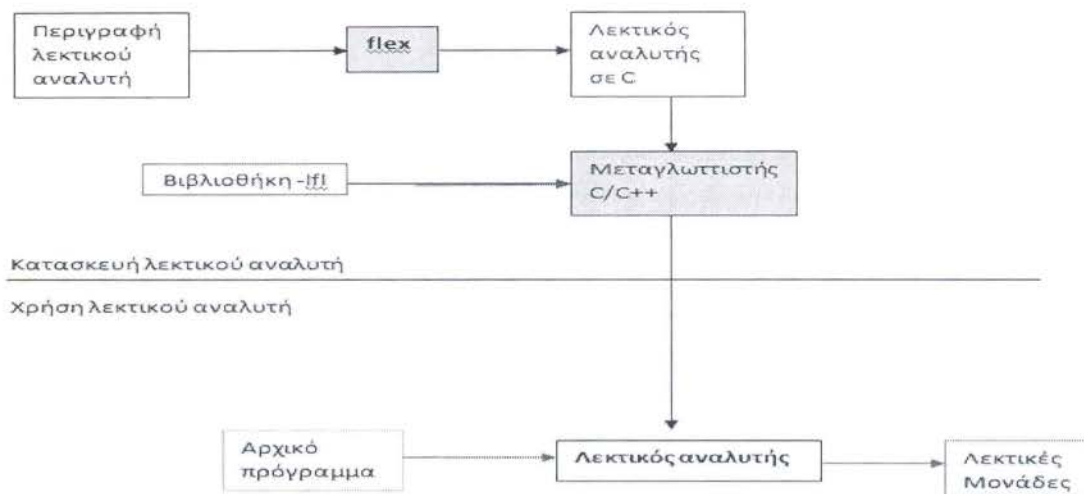 Περιγραφή
λεκτικού
αναλυτή
flex
Λεκτικός
αναλυτής
σε C
Βιβλιοθήκη -lfl
Μεταγλωττιστής
C/C++
Κατασκευή λεκτικού αναλυτή
Χρήση λεκτικού αναλυτή
Αρχικό
πρόγραμμα
Λεκτικός αναλυτής
Λεκτικές
Μονάδες